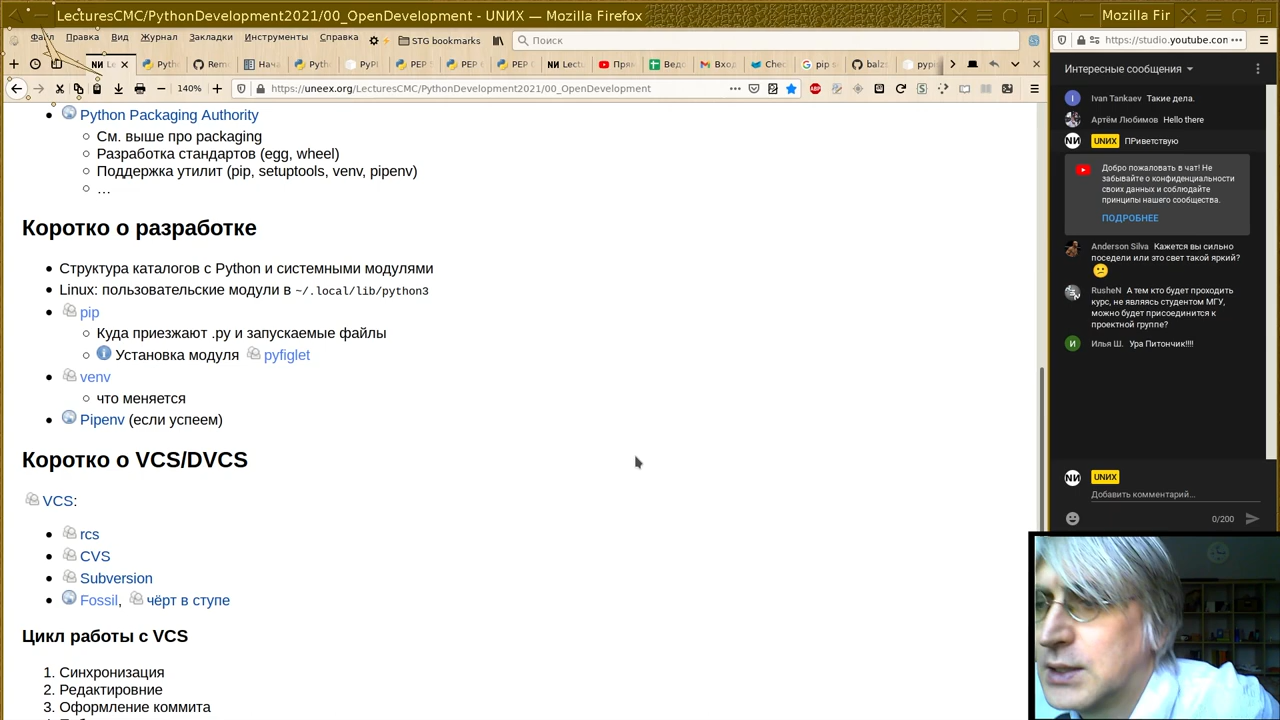 LecturesCMC/PythonDevelopment2021/00_OpenDevelopment - UNИX — Mozilla Firefox
Mozilla Fir
Файл Правка Вид Журнал Закладки Инструменты Справка
STG bookmarks
Поиск
https://studio.youtube.con
140%
https://uneex.org/LecturesCMC/PythonDevelopment2021/00_OpenDevelopment
Python Packaging Authority
См. выше про packaging
Разработка стандартов (egg, wheel)
Поддержка утилит (pip, setuptools, venv, pipenv)
…
Коротко о разработке
Структура каталогов с Python и системными модулями
Linux: пользовательские модули в ~/.local/lib/python3
pip
Куда приезжают .py и запускаемые файлы
Установка модуля pyfiglet
venv
что меняется
Pipenv (если успеем)
Коротко о VCS/DVCS
VCS:
rcs
CVS
Subversion
Fossil, чёрт в ступе
Цикл работы с VCS
1. Синхронизация
2. Редактировние
3. Оформление коммита
Интересные сообщения
Ivan Tankaev Такие дела.
Артём Любимов Hello there
UNИX ПРиветствую
Добро пожаловать в чат! Не
забывайте о конфиденциальности
своих данных и соблюдайте
принципы нашего сообщества.
ПОДРОБНЕЕ
Anderson Silva Кажется вы сильно
поседели или это свет такой яркий?
RusheN А тем кто будет проходить
курс, не являясь студентом МГУ,
можно будет присоединится к
проектной группе?
Илья Ш. Ура Питончик!!!!
UNИX
Добавить комментарий...
0/200